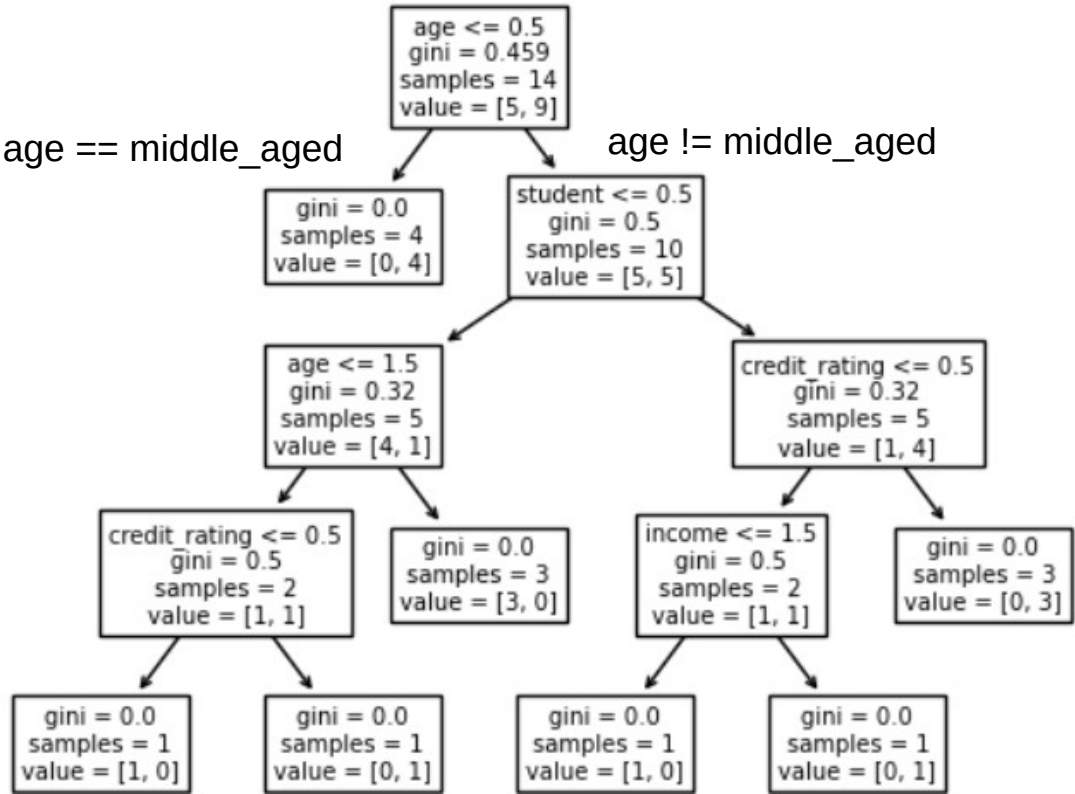 age <= 0.5
gini = 0.459
samples = 14
value = [5, 9]
age == middle_aged
age != middle_aged
gini = 0.0
samples = 4
value = [0, 4]
student <= 0.5
gini = 0.5
samples = 10
value = [5, 5]
age <= 1.5
gini = 0.32
samples = 5
value = [4, 1]
credit_rating <= 0.5
gini = 0.32
samples = 5
value = [1, 4]
credit_rating <= 0.5
gini = 0.5
samples = 2
value = [1, 1]
gini = 0.0
samples = 3
value = [3, 0]
income <= 1.5
gini = 0.5
samples = 2
value = [1, 1]
gini = 0.0
samples = 3
value = [0, 3]
gini = 0.0
samples = 1
value = [1, 0]
gini = 0.0
samples = 1
value = [0, 1]
gini = 0.0
samples = 1
value = [1, 0]
gini = 0.0
samples = 1
value = [0, 1]